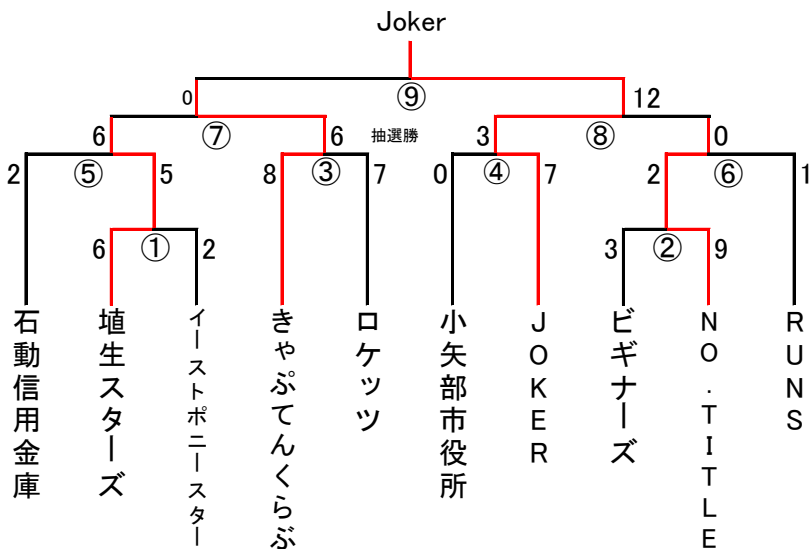 Joker
0
⑨
12
6
⑦
6
抽選勝
3
⑧
0
2
⑤
5
8
③
7
0
④
7
2
⑥
1
6
①
2
3
②
9
石動信用金庫
埴生スターズ
イーストポニースター
きゃぷてんくらぶ
ロケッツ
小矢部市役所
JOKER
ビギナーズ
NO.TITLE
RUNS